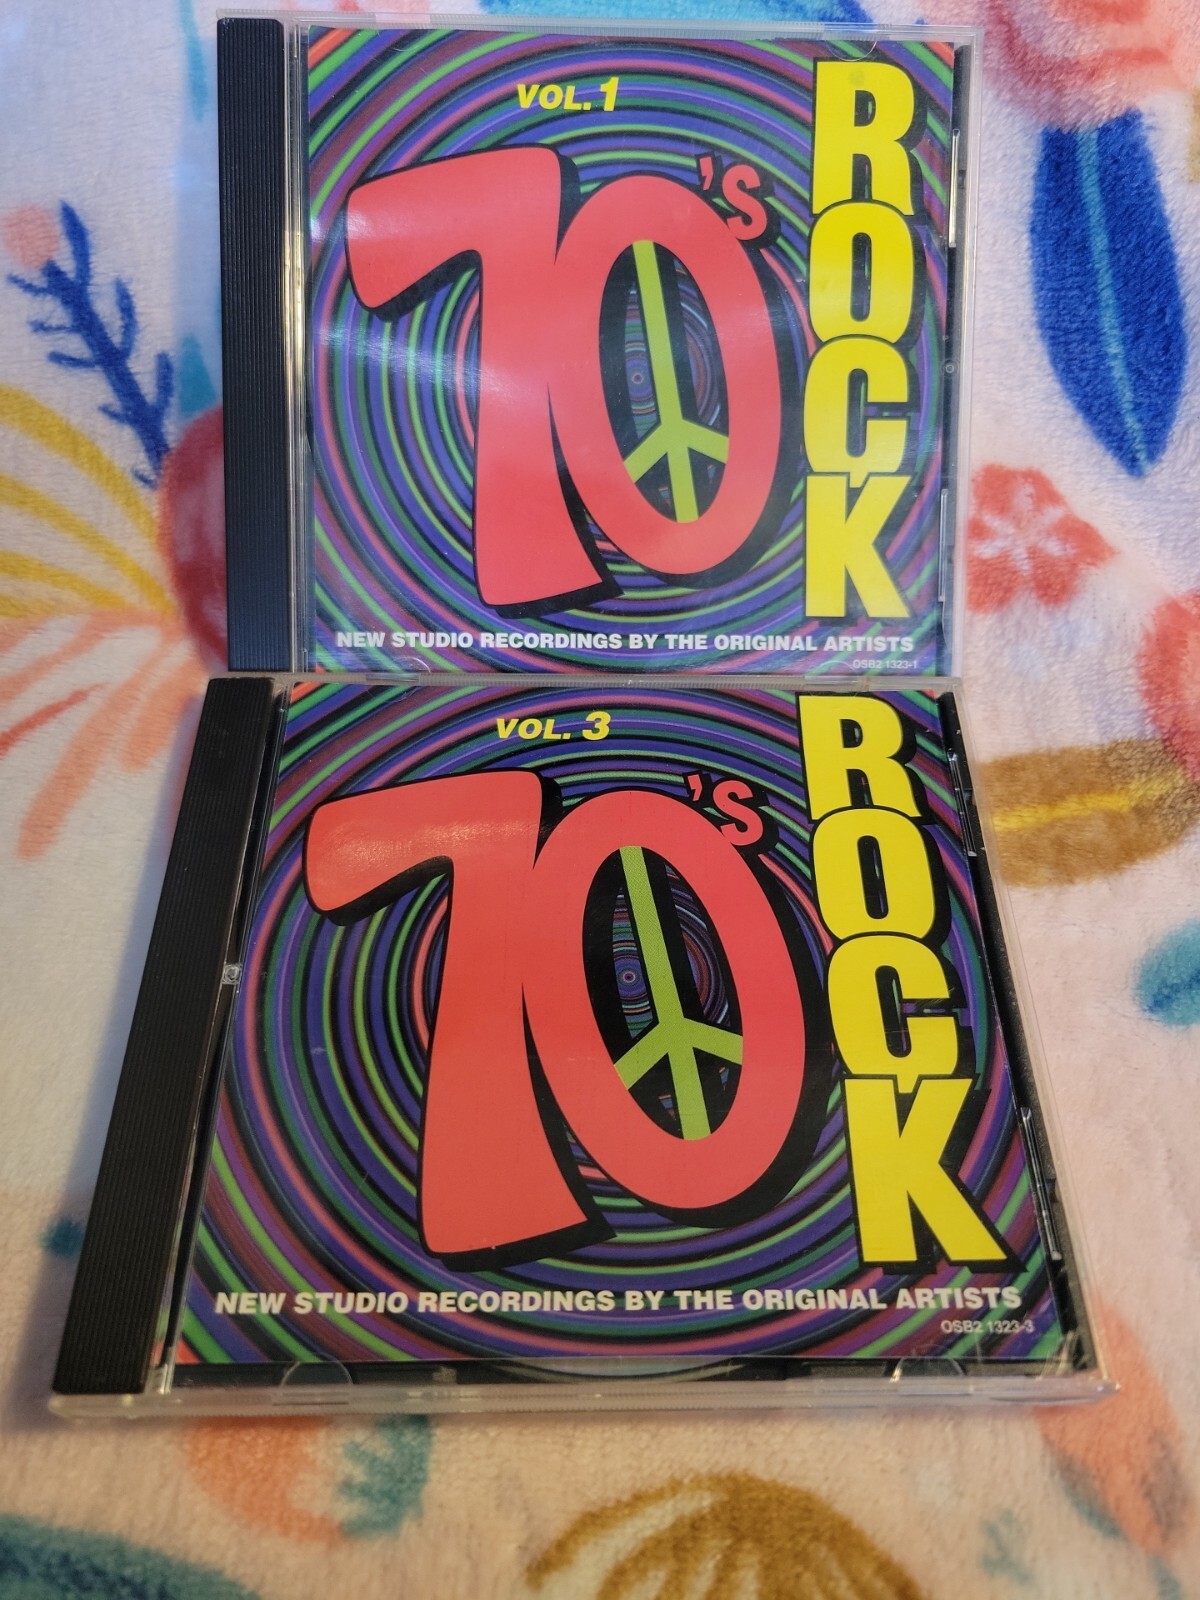 VOL. 1
70's
ROCK
NEW STUDIO RECORDINGS BY THE ORIGINAL ARTISTS
OSB2 1323-1
VOL. 3
70's
ROCK
NEW STUDIO RECORDINGS BY THE ORIGINAL ARTISTS
OSB2 1323-3